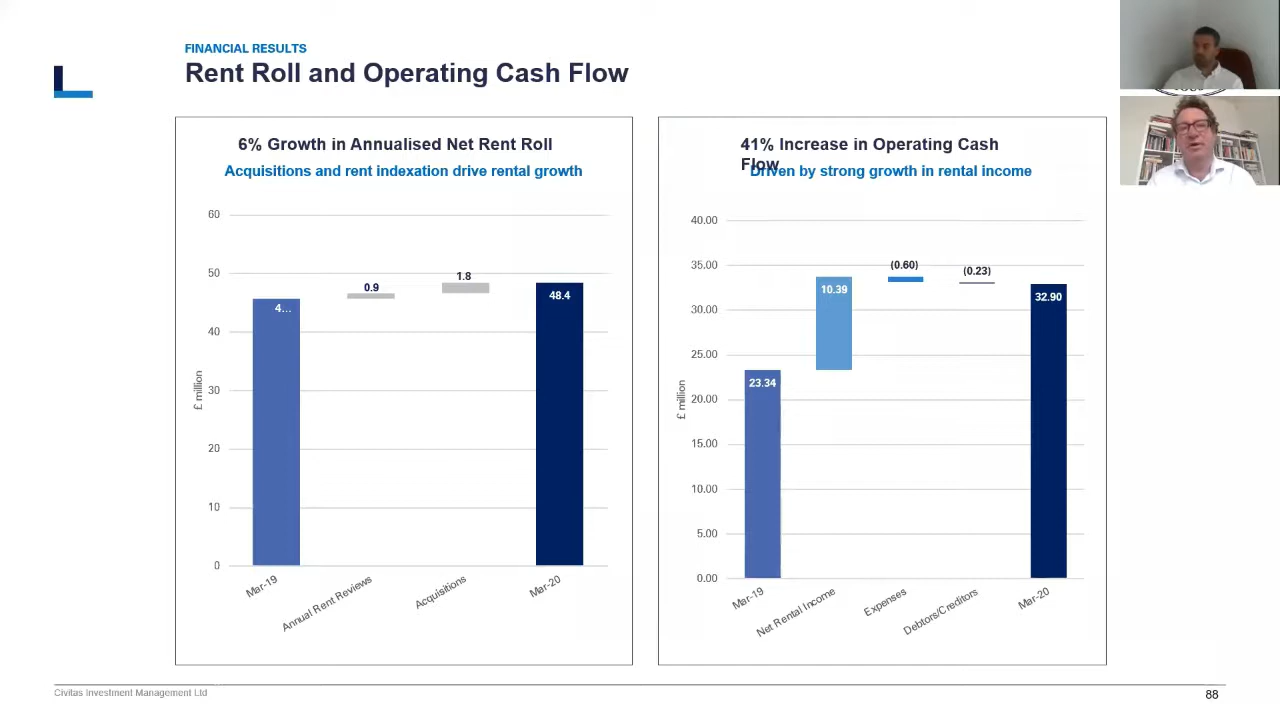 FINANCIAL RESULTS
Rent Roll and Operating Cash Flow
6% Growth in Annualised Net Rent Roll
Acquisitions and rent indexation drive rental growth
60
50
40
30
20
10
0
£ million
4...
0.9
1.8
48.4
Mar-19
Annual Rent Reviews
Acquisitions
Mar-20
41% Increase in Operating Cash
Flow
Driven by strong growth in rental income
40.00
35.00
30.00
25.00
20.00
15.00
10.00
5.00
0.00
£ million
23.34
10.39
(0.60)
(0.23)
32.90
Mar-19
Net Rental Income
Expenses
Debtors/Creditors
Mar-20
Civitas Investment Management Ltd
88